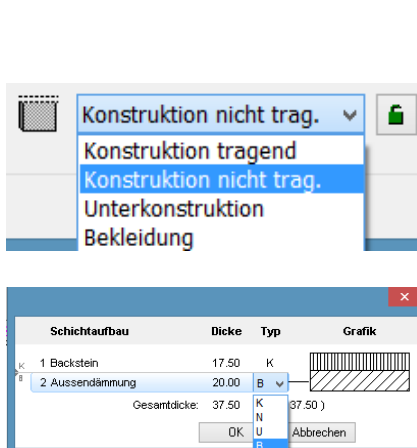 Konstruktion nicht trag.
Konstruktion tragend
Konstruktion nicht trag.
Unterkonstruktion
Bekleidung
Schichtaufbau Dicke Typ Grafik
K
B
1 Backstein 17.50 K
2 Aussendämmung 20.00 B
Gesamtdicke: 37.50 37.50 )
K
N
OK U Abbrechen
B